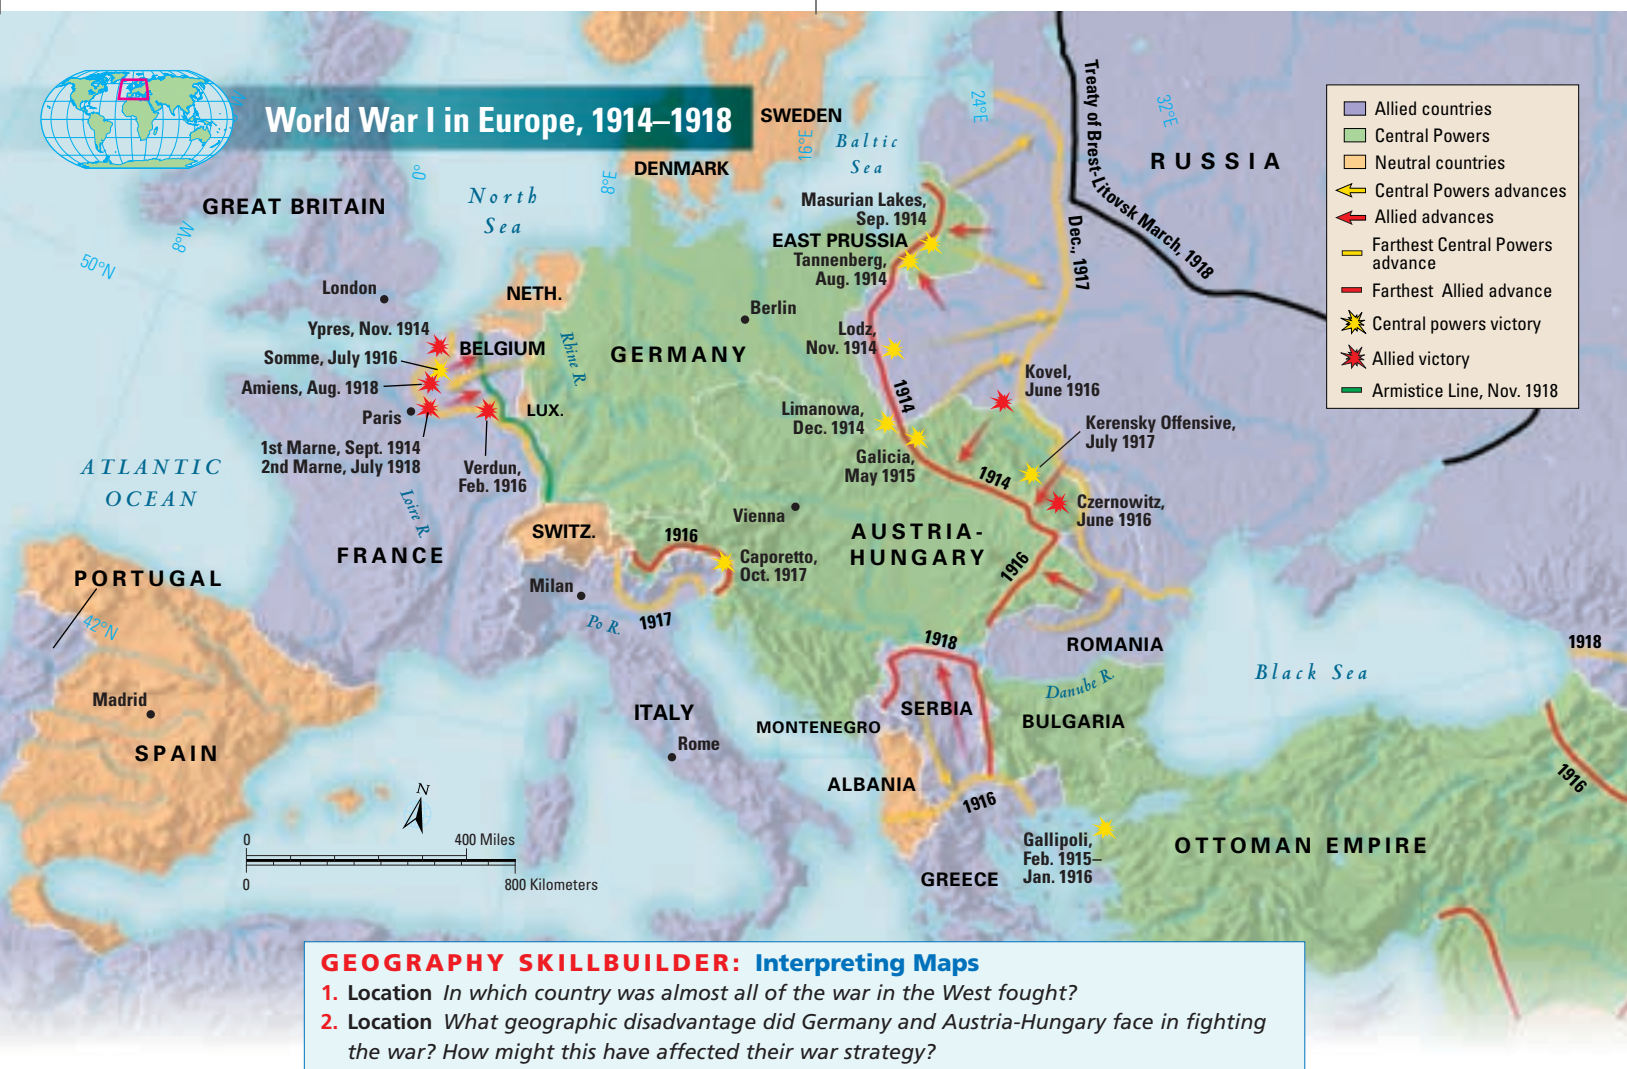 World War I in Europe, 1914–1918
SWEDEN
Baltic
Sea
DENMARK
North
Sea
GREAT BRITAIN
RUSSIA
0°
8°E
16°E
24°E
32°E
8°W
50°N
42°N
Treaty of Brest-Litovsk March, 1918
Dec., 1917
Allied countries
Central Powers
Neutral countries
Central Powers advances
Allied advances
Farthest Central Powers
advance
Farthest Allied advance
Central powers victory
Allied victory
Armistice Line, Nov. 1918
Masurian Lakes,
Sep. 1914
EAST PRUSSIA
Tannenberg,
Aug. 1914
London
NETH.
Berlin
Ypres, Nov. 1914
BELGIUM
Rhine R.
GERMANY
Lodz,
Nov. 1914
Somme, July 1916
Amiens, Aug. 1918
Paris
LUX.
1914
Kovel,
June 1916
Limanowa,
Dec. 1914
Kerensky Offensive,
July 1917
1st Marne, Sept. 1914
2nd Marne, July 1918
Verdun,
Feb. 1916
Galicia,
May 1915
1914
ATLANTIC
OCEAN
Loire R.
Vienna
Czernowitz,
June 1916
SWITZ.
1916
AUSTRIA-
HUNGARY
FRANCE
Caporetto,
Oct. 1917
1916
PORTUGAL
Milan
Po R.
1917
1918
ROMANIA
1918
Black Sea
Danube R.
Madrid
SPAIN
ITALY
Rome
MONTENEGRO
SERBIA
BULGARIA
ALBANIA
1916
1916
N
0
400 Miles
0
800 Kilometers
Gallipoli,
Feb. 1915–
Jan. 1916
OTTOMAN EMPIRE
GREECE
GEOGRAPHY SKILLBUILDER: Interpreting Maps
1. Location In which country was almost all of the war in the West fought?
2. Location What geographic disadvantage did Germany and Austria-Hungary face in fighting
the war? How might this have affected their war strategy?